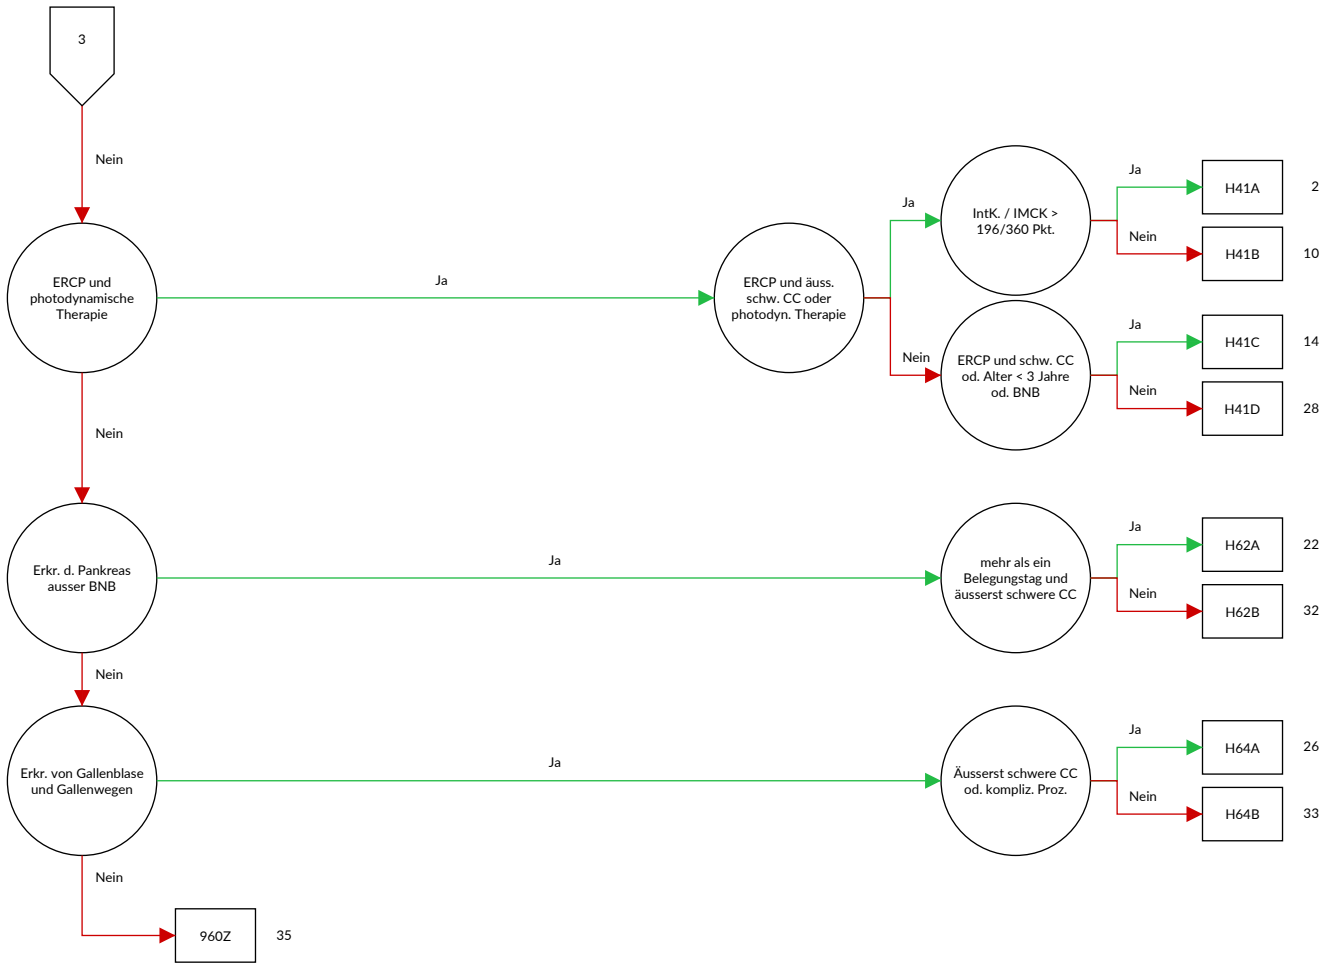 3
Nein
ERCP und
photodynamische
Therapie
Ja
ERCP und äuss.
schw. CC oder
photodyn. Therapie
Ja
IntK. / IMCK >
196/360 Pkt.
Ja
H41A
2
Nein
H41B
10
Nein
ERCP und schw. CC
od. Alter < 3 Jahre
od. BNB
Ja
H41C
14
Nein
H41D
28
Nein
Erkr. d. Pankreas
ausser BNB
Ja
mehr als ein
Belegungstag und
äusserst schwere CC
Ja
H62A
22
Nein
H62B
32
Nein
Erkr. von Gallenblase
und Gallenwegen
Ja
Äusserst schwere CC
od. kompliz. Proz.
Ja
H64A
26
Nein
H64B
33
Nein
960Z
35